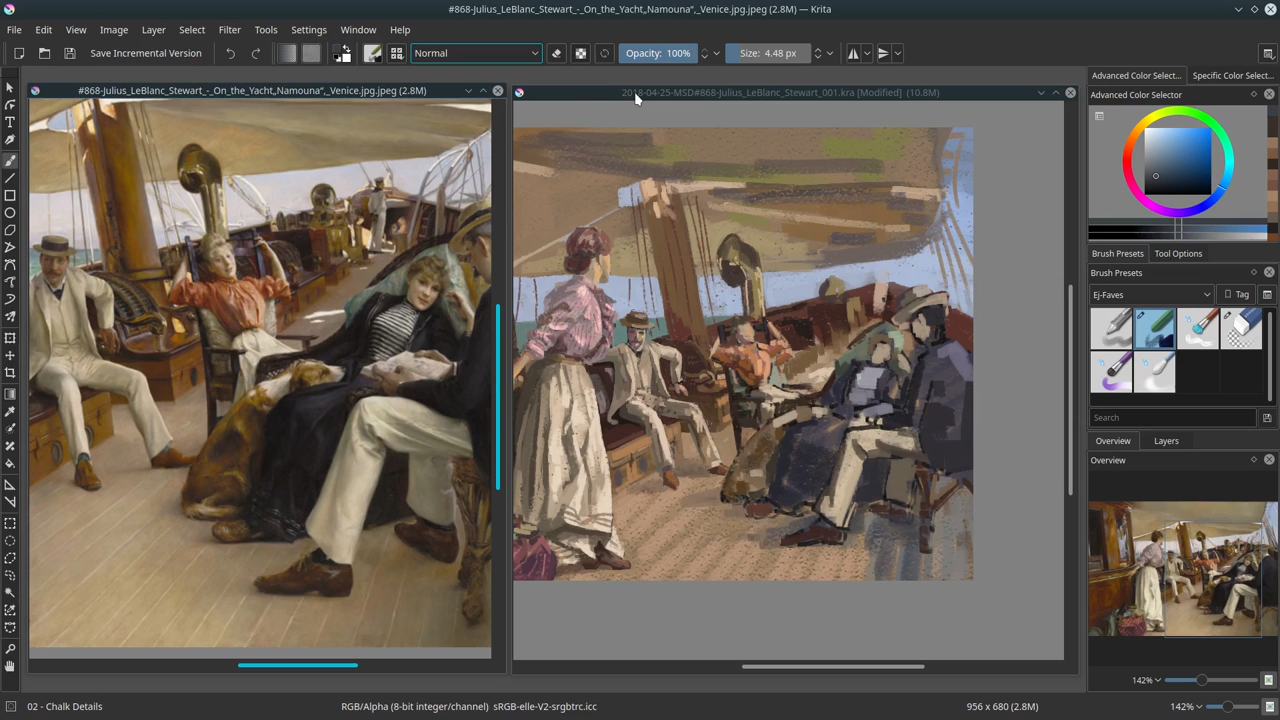 #868-Julius_LeBlanc_Stewart_-_On_the_Yacht„Namouna“,_Venice.jpg.jpeg (2.8M) — Krita
File Edit View Image Layer Select Filter Tools Settings Window Help
Save Incremental Version Normal Opacity: 100% Size: 4.48 px
#868-Julius_LeBlanc_Stewart_-_On_the_Yacht„Namouna“,_Venice.jpg.jpeg (2.8M)
2018-04-25-MSD#868-Julius_LeBlanc_Stewart_001.kra [Modified] (10.8M)
Advanced Color Select... Specific Color Selec...
Advanced Color Selector
Brush Presets Tool Options
Brush Presets
Ej-Faves Tag
Search
Overview Layers
Overview
142%
02 - Chalk Details RGB/Alpha (8-bit integer/channel) sRGB-elle-V2-srgbtrc.icc 956 x 680 (2.8M) 142%